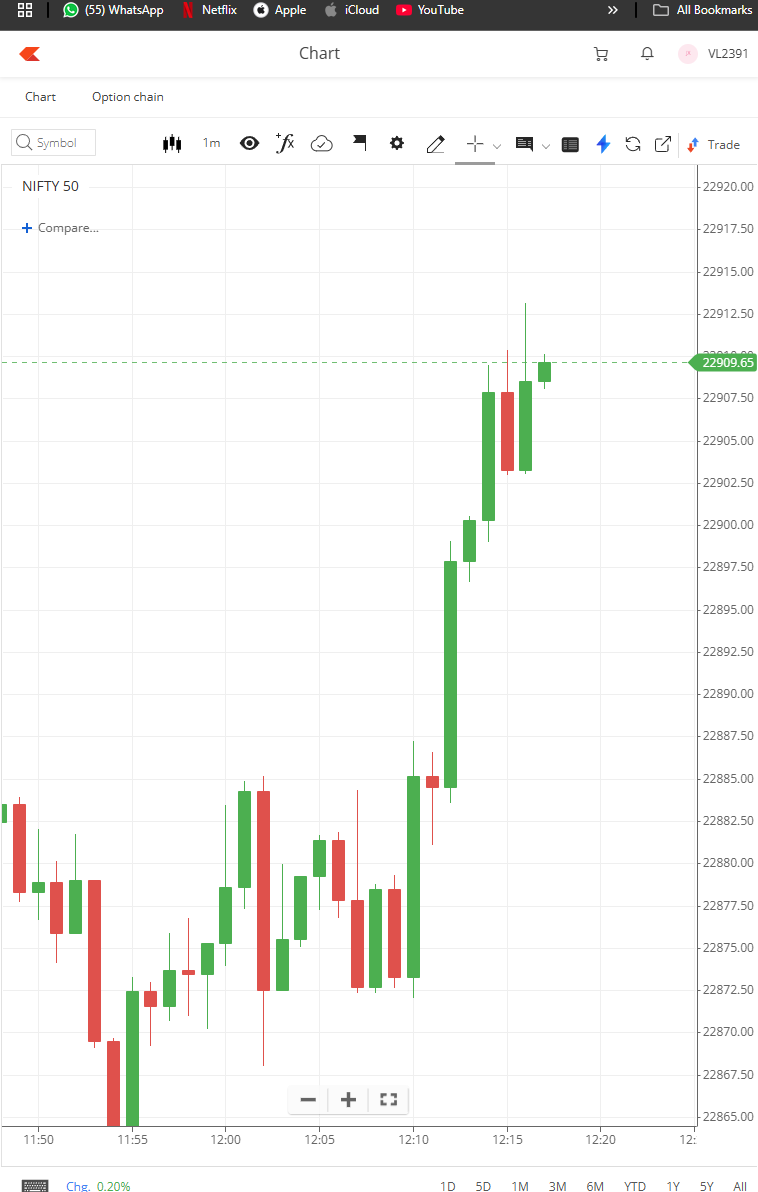 (55) WhatsApp Netflix Apple iCloud YouTube » All Bookmarks
Chart VL2391
Chart Option chain
Symbol 1m Trade
NIFTY 50
+ Compare...
22920.00
22917.50
22915.00
22912.50
22909.65
22907.50
22905.00
22902.50
22900.00
22897.50
22895.00
22892.50
22890.00
22887.50
22885.00
22882.50
22880.00
22877.50
22875.00
22872.50
22870.00
22867.50
22865.00
11:50 11:55 12:00 12:05 12:10 12:15 12:20 12:
Chg. 0.20% 1D 5D 1M 3M 6M YTD 1Y 5Y All